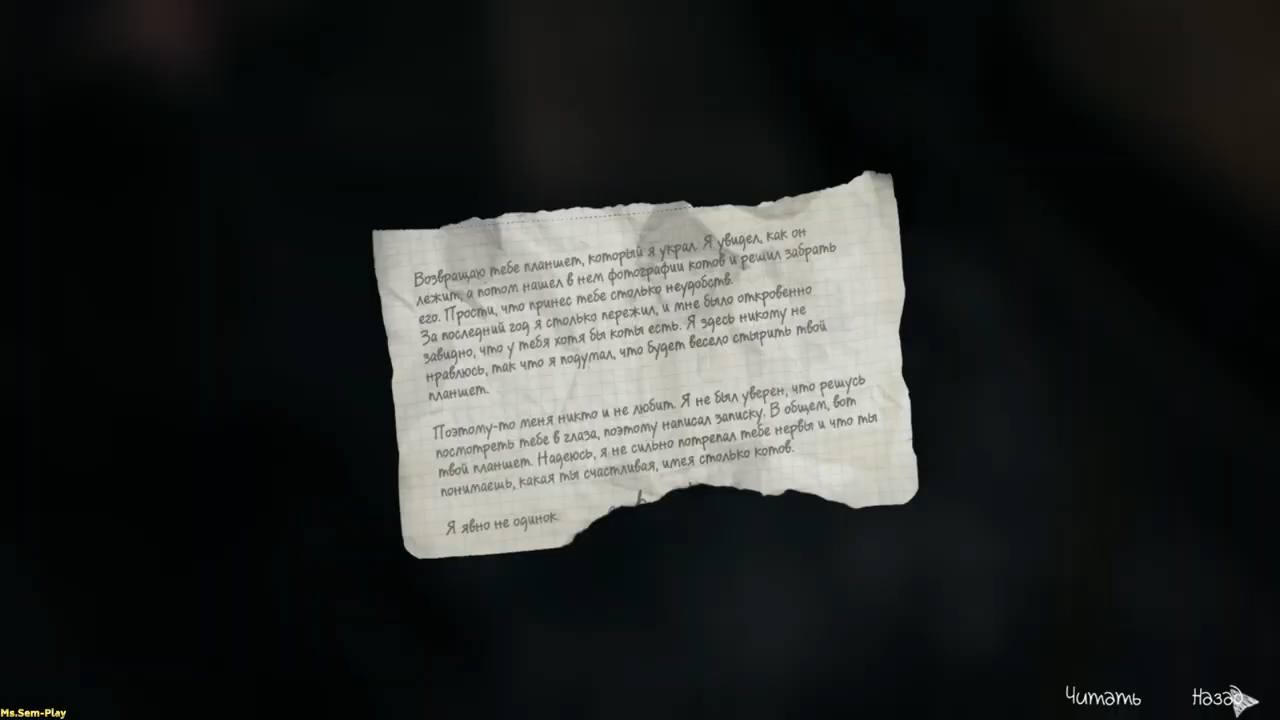 Возвращаю тебе планшет, который я украл. Я увидел, как он
лежит, а потом нашел в нем фотографии котов и решил забрать
его. Прости, что принес тебе столько неудобств.
За последний год я столько пережил, и мне было откровенно
завидно, что у тебя хотя бы коты есть. Я здесь никому не
нравлюсь, так что я подумал, что будет весело стырить твой
планшет.
Поэтому-то меня никто и не любит. Я не был уверен, что решусь
посмотреть тебе в глаза, поэтому написал записку. В общем, вот
твой планшет. Надеюсь, я не сильно потрепал тебе нервы и что ты
понимаешь, какая ты счастливая, имея столько котов.
Я явно не одинок
Читать
Назад
Ms.Sem-Play